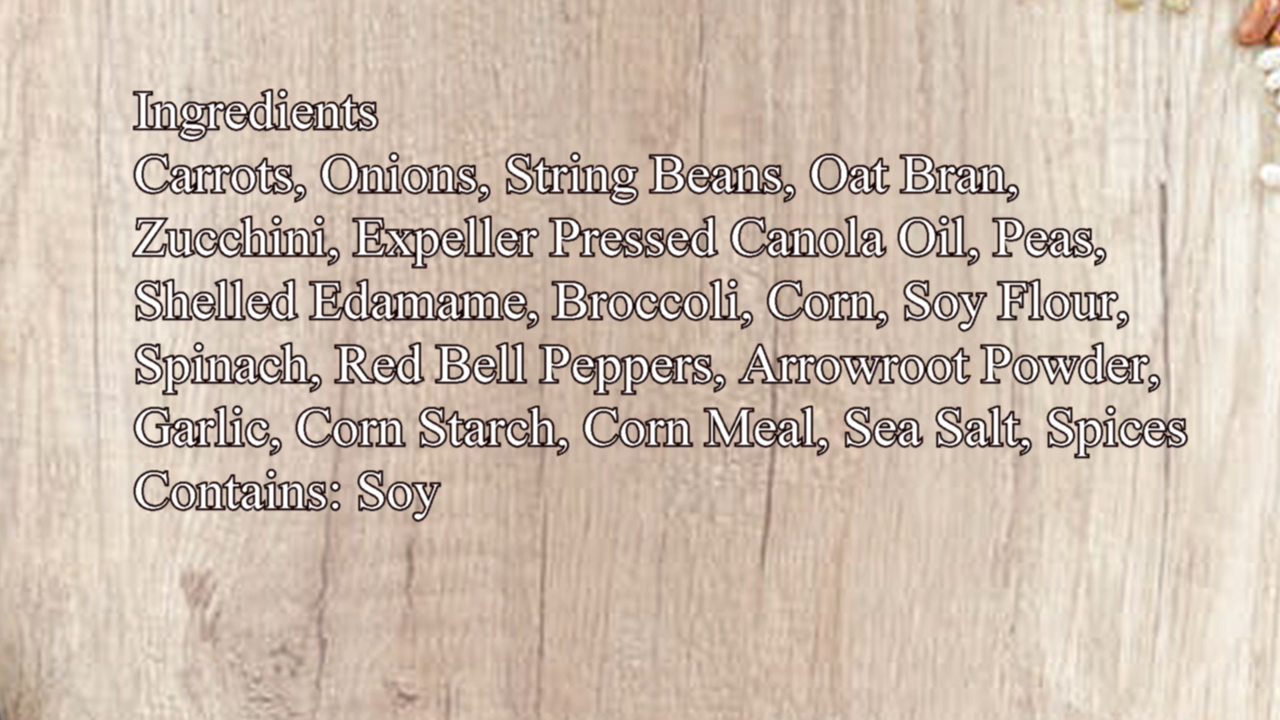 Ingredients
Carrots, Onions, String Beans, Oat Bran,
Zucchini, Expeller Pressed Canola Oil, Peas,
Shelled Edamame, Broccoli, Corn, Soy Flour,
Spinach, Red Bell Peppers, Arrowroot Powder,
Garlic, Corn Starch, Corn Meal, Sea Salt, Spices
Contains: Soy